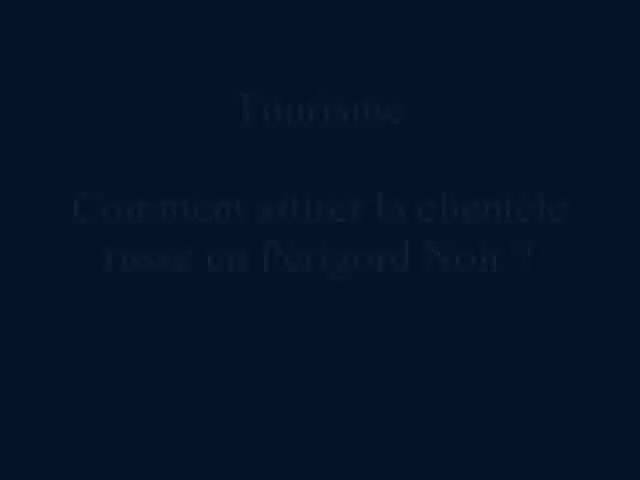 Tourisme
Comment attirer la clientèle
russe en Périgord Noir ?